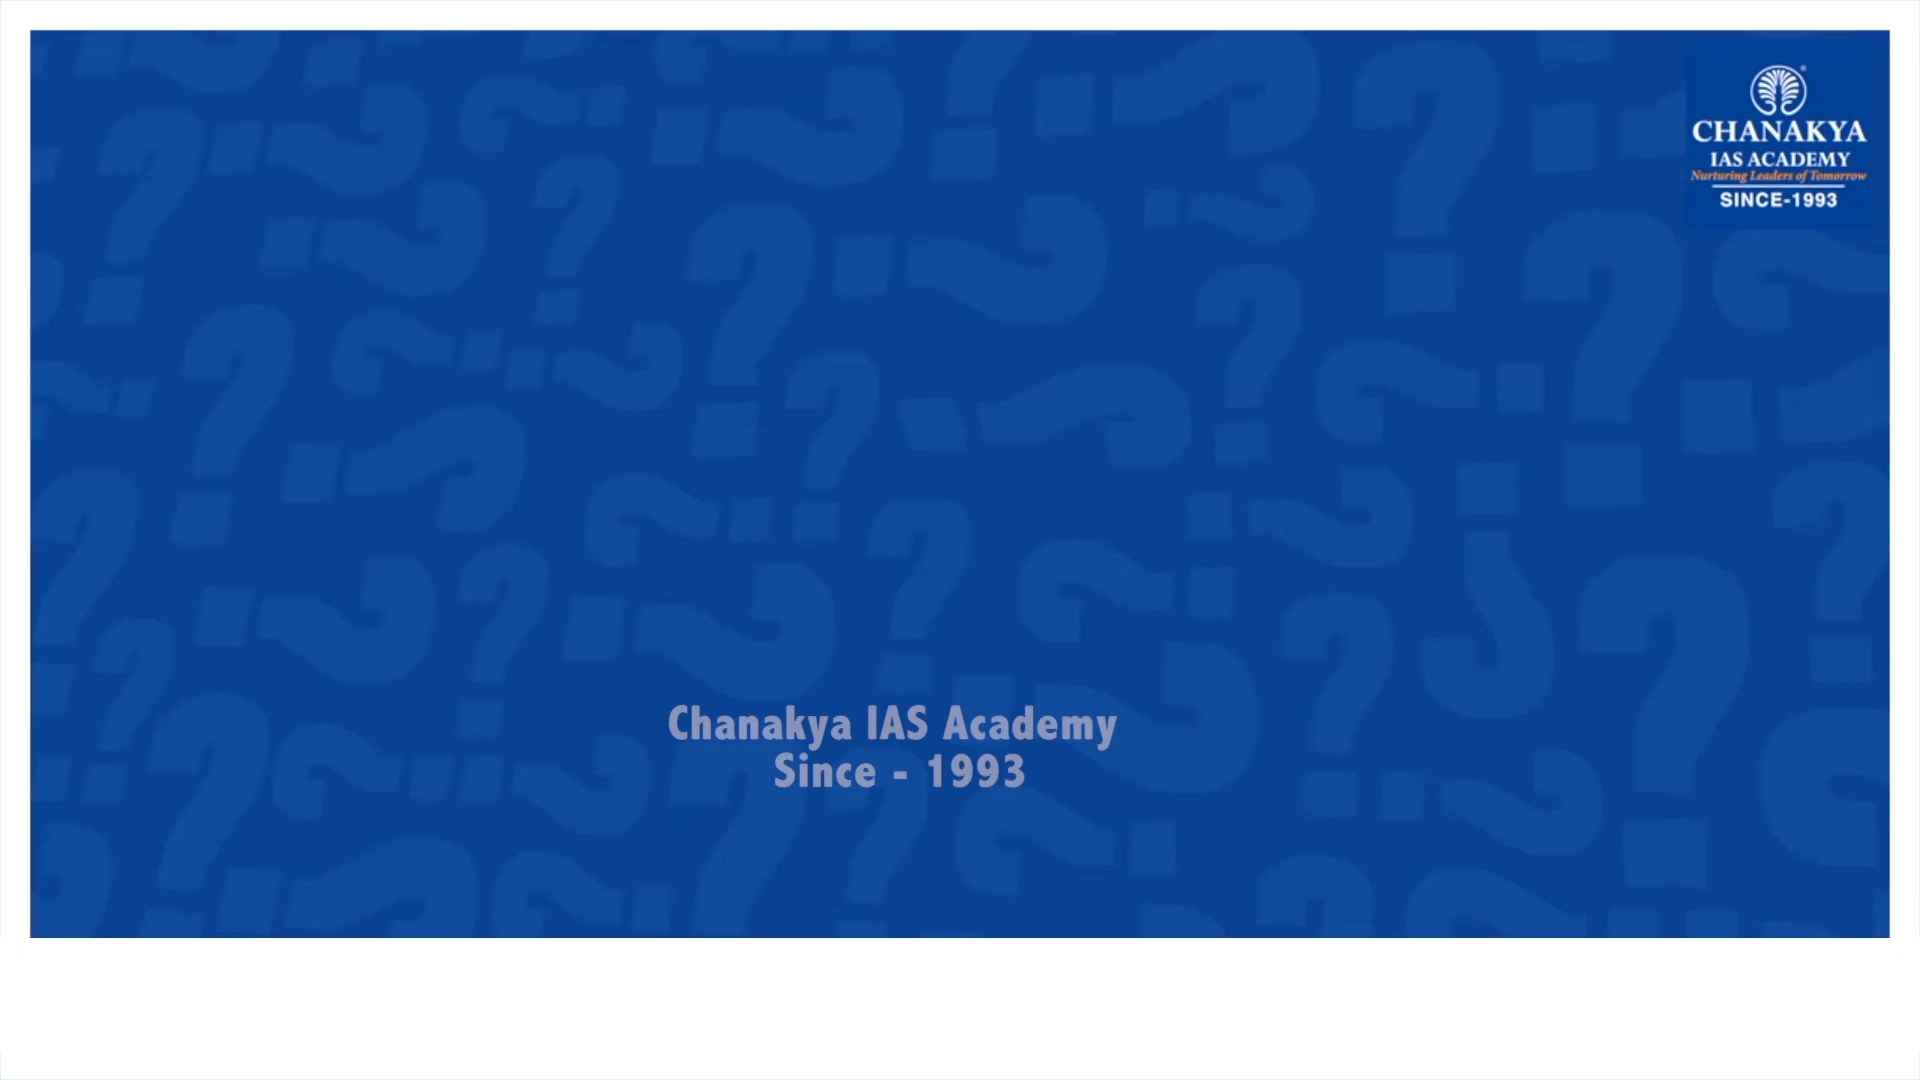 CHANAKYA
IAS ACADEMY
Nurturing Leaders of Tomorrow
SINCE-1993
Chanakya IAS Academy
Since - 1993